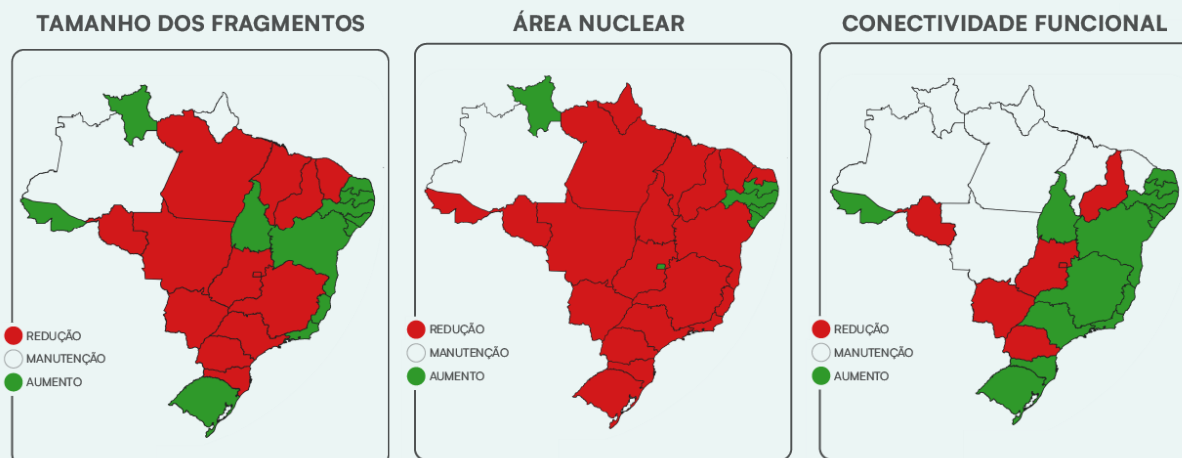 TAMANHO DOS FRAGMENTOS
ÁREA NUCLEAR
CONECTIVIDADE FUNCIONAL
REDUÇÃO
MANUTENÇÃO
AUMENTO
REDUÇÃO
MANUTENÇÃO
AUMENTO
REDUÇÃO
MANUTENÇÃO
AUMENTO